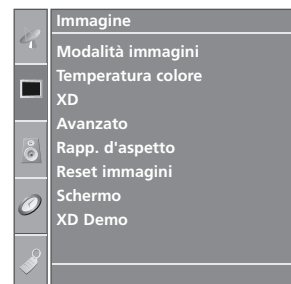 Immagine
Modalità immagini
Temperatura colore
XD
Avanzato
Rapp. d'aspetto
Reset immagini
Schermo
XD Demo